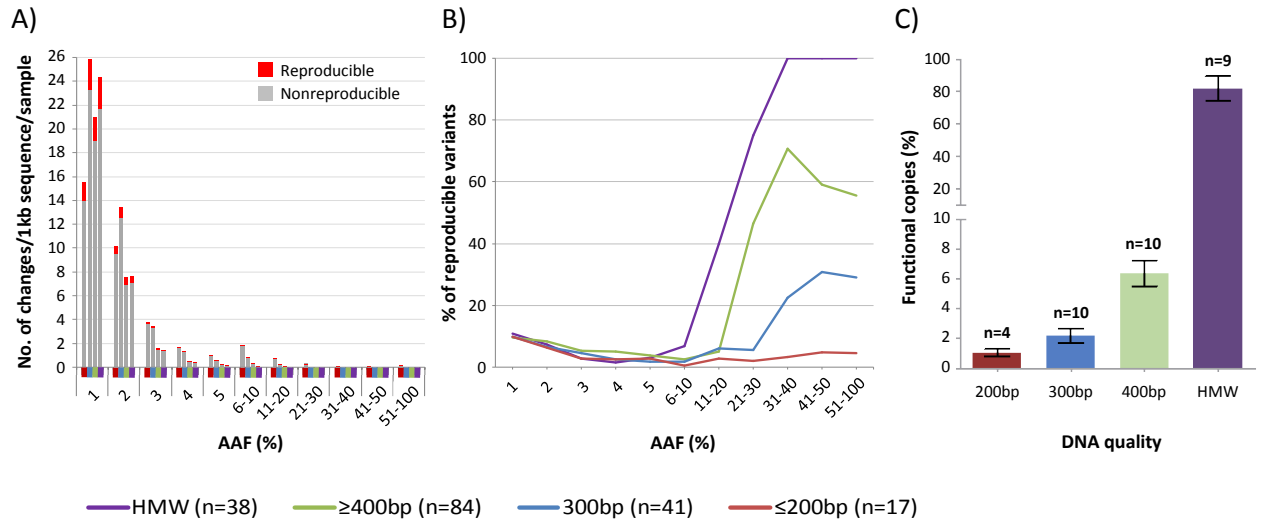 A)
No. of changes/1kb sequence/sample
26
24
22
20
18
16
14
12
10
8
6
4
2
0
Reproducible
Nonreproducible
1 2 3 4 5 6-10 11-20 21-30 31-40 41-50 51-100
AAF (%)
B)
% of reproducible variants
100
80
60
40
20
0
1 2 3 4 5 6-10 11-20 21-30 31-40 41-50 51-100
AAF (%)
C)
Functional copies (%)
100
80
60
40
20
10
8
6
4
2
0
n=4
n=10
n=10
n=9
200bp 300bp 400bp HMW
DNA quality
HMW (n=38) ≥400bp (n=84) 300bp (n=41) ≤200bp (n=17)